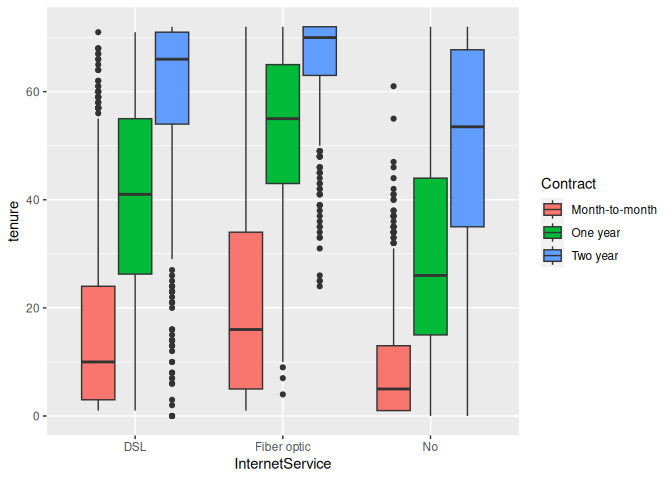 60
40
20
0
tenure
DSL
Fiber optic
No
InternetService
Contract
Month-to-month
One year
Two year